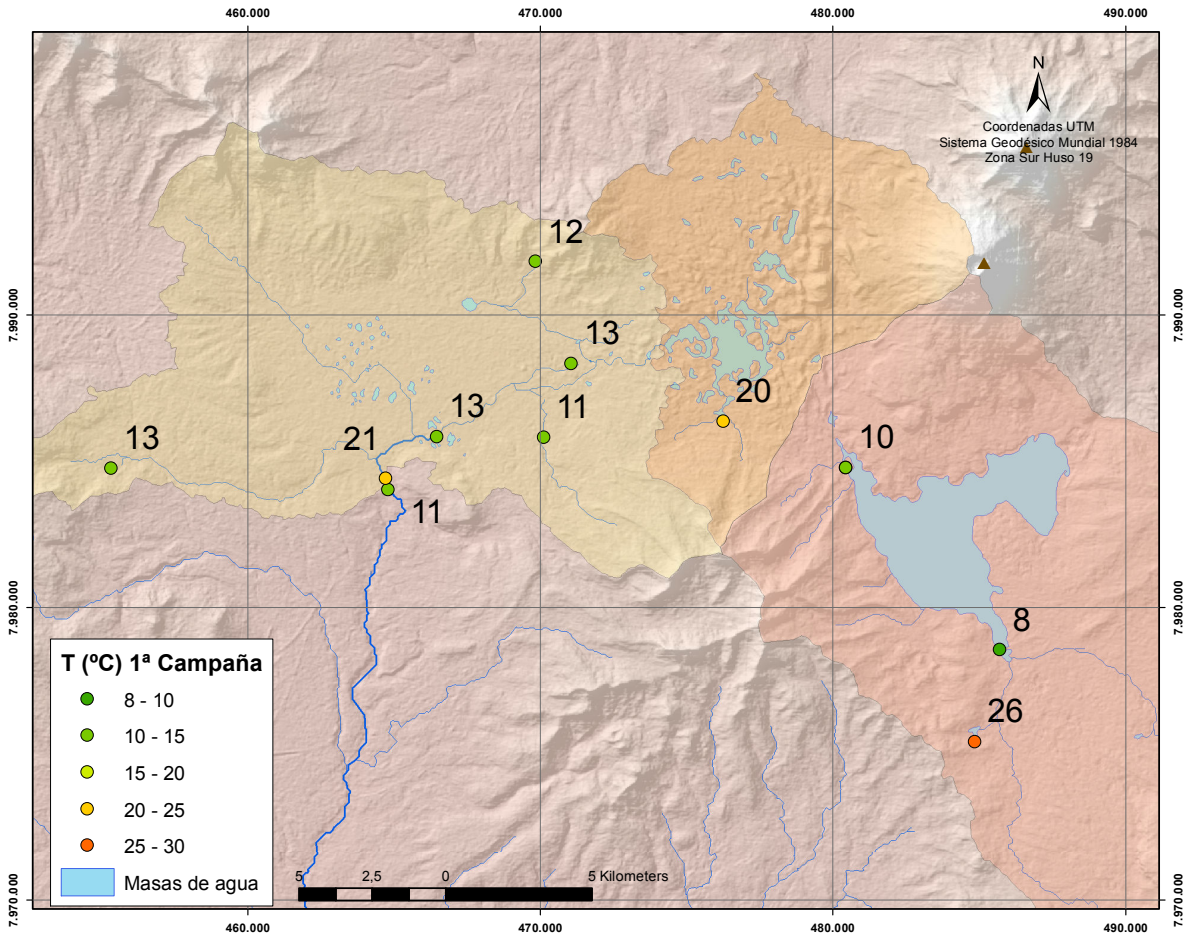 460.000
470.000
480.000
490.000
N
Coordenadas UTM
Sistema Geodésico Mundial 1984
Zona Sur Huso 19
12
7.990.000
7.990.000
13
20
13
11
13
21
10
11
7.980.000
7.980.000
8
26
T (ºC) 1ª Campaña
8 - 10
10 - 15
15 - 20
20 - 25
25 - 30
Masas de agua
5
2,5
0
5 Kilometers
7.970.00
7.970.00
460.000
470.000
480.000
490.000